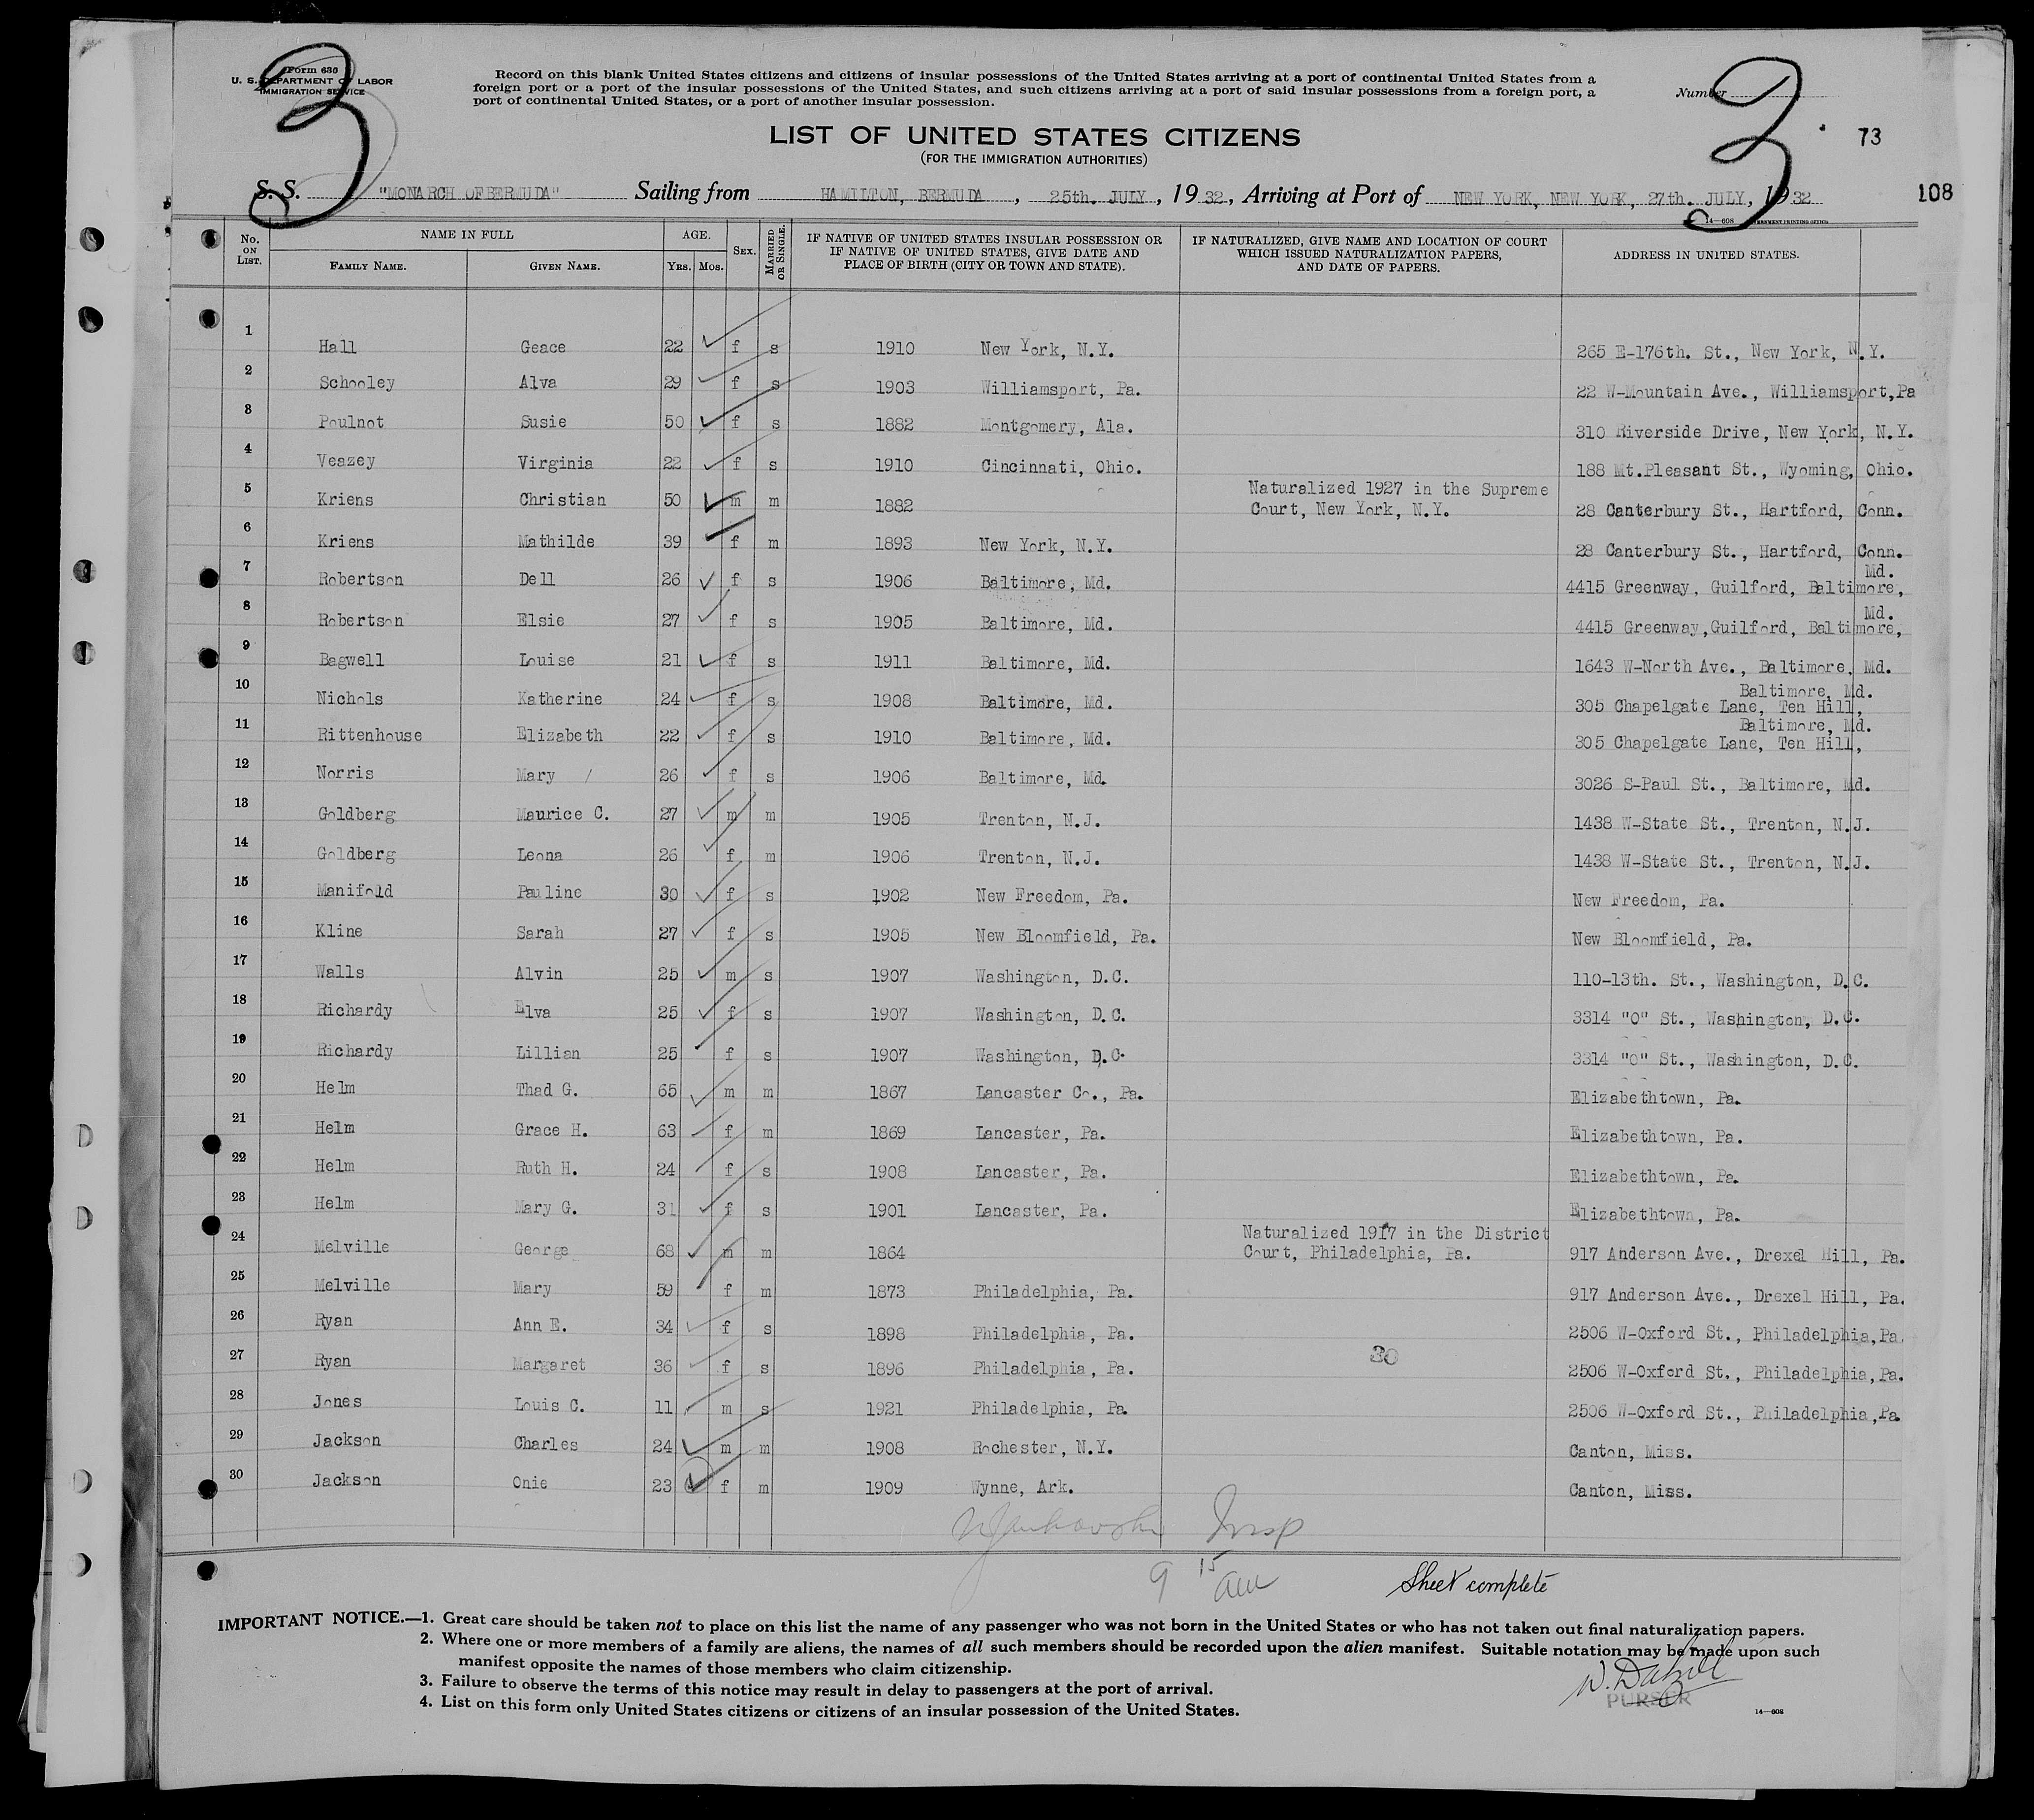 3
3
Form 630
U. S. DEPARTMENT OF LABOR
IMMIGRATION SERVICE
Record on this blank United States citizens and citizens of insular possessions of the United States arriving at a port of continental United States from a
foreign port or a port of the insular possessions of the United States, and such citizens arriving at a port of said insular possessions from a foreign port, a
port of continental United States, or a port of another insular possession.
Number
LIST OF UNITED STATES CITIZENS
(FOR THE IMMIGRATION AUTHORITIES)
73
S. S. "MONARCH OF BERMUDA" Sailing from HAMILTON, BERMUDA, 25th. JULY, 1932, Arriving at Port of NEW YORK, NEW YORK, 27th. JULY, 1932
108
14—608 GOVERNMENT PRINTING OFFICE
No. ON LIST. NAME IN FULL FAMILY NAME. GIVEN NAME. AGE. YRS. MOS. SEX. MARRIED OR SINGLE. IF NATIVE OF UNITED STATES INSULAR POSSESSION OR IF NATIVE OF UNITED STATES, GIVE DATE AND PLACE OF BIRTH (CITY OR TOWN AND STATE). IF NATURALIZED, GIVE NAME AND LOCATION OF COURT WHICH ISSUED NATURALIZATION PAPERS, AND DATE OF PAPERS. ADDRESS IN UNITED STATES.
1 Hall Geace 22 f s 1910 New York, N.Y. 265 E-176th. St., New York, N.Y.
2 Schooley Alva 29 f s 1903 Williamsport, Pa. 22 W-Mountain Ave., Williamsport, Pa
3 Poulnot Susie 50 f s 1882 Montgomery, Ala. 310 Riverside Drive, New York, N.Y.
4 Veazey Virginia 22 f s 1910 Cincinnati, Ohio. 188 Mt.Pleasant St., Wyoming, Ohio.
5 Kriens Christian 50 m m 1882 Naturalized 1927 in the Supreme Court, New York, N.Y. 28 Canterbury St., Hartford, Conn.
6 Kriens Mathilde 39 f m 1893 New York, N.Y. 28 Canterbury St., Hartford, Conn.
7 Robertson Dell 26 f s 1906 Baltimore, Md. 4415 Greenway, Guilford, Baltimore, Md.
8 Robertson Elsie 27 f s 1905 Baltimore, Md. 4415 Greenway,Guilford, Baltimore, Md.
9 Bagwell Louise 21 f s 1911 Baltimore, Md. 1643 W-North Ave., Baltimore, Md.
10 Nichols Katherine 24 f s 1908 Baltimore, Md. 305 Chapelgate Lane, Ten Hill, Baltimore, Md.
11 Rittenhouse Elizabeth 22 f s 1910 Baltimore, Md. 305 Chapelgate Lane, Ten Hill, Baltimore, Md.
12 Norris Mary 26 f s 1906 Baltimore, Md. 3026 S-Paul St., Baltimore, Md.
13 Goldberg Maurice C. 27 m m 1905 Trenton, N.J. 1438 W-State St., Trenton, N.J.
14 Goldberg Leona 26 f m 1906 Trenton, N.J. 1438 W-State St., Trenton, N.J.
15 Manifold Pauline 30 f s 1902 New Freedom, Pa. New Freedom, Pa.
16 Kline Sarah 27 f s 1905 New Bloomfield, Pa. New Bloomfield, Pa.
17 Walls Alvin 25 m s 1907 Washington, D.C. 110-13th. St., Washington, D.C.
18 Richardy Elva 25 f s 1907 Washington, D.C. 3314 "O" St., Washington, D.C.
19 Richardy Lillian 25 f s 1907 Washington, D.C. 3314 "O" St., Washington, D.C.
20 Helm Thad G. 65 m m 1867 Lancaster Co., Pa. Elizabethtown, Pa.
21 Helm Grace H. 63 f m 1869 Lancaster, Pa. Elizabethtown, Pa.
22 Helm Ruth H. 24 f s 1908 Lancaster, Pa. Elizabethtown, Pa.
23 Helm Mary G. 31 f s 1901 Lancaster, Pa. Elizabethtown, Pa.
24 Melville George 68 m m 1864 Naturalized 1917 in the District Court, Philadelphia, Pa. 917 Anderson Ave., Drexel Hill, Pa.
25 Melville Mary 59 f m 1873 Philadelphia, Pa. 917 Anderson Ave., Drexel Hill, Pa.
26 Ryan Ann E. 34 f s 1898 Philadelphia, Pa. 2506 W-Oxford St., Philadelphia,Pa.
27 Ryan Margaret 36 f s 1896 Philadelphia, Pa. 30 2506 W-Oxford St., Philadelphia,Pa.
28 Jones Louis C. 11 m s 1921 Philadelphia, Pa. 2506 W-Oxford St., Philadelphia,Pa.
29 Jackson Charles 24 m m 1908 Rochester, N.Y. Canton, Miss.
30 Jackson Onie 23 f m 1909 Wynne, Ark. Canton, Miss.
Insp
9 15 am
Sheet complete
IMPORTANT NOTICE.—1. Great care should be taken not to place on this list the name of any passenger who was not born in the United States or who has not taken out final naturalization papers.
2. Where one or more members of a family are aliens, the names of all such members should be recorded upon the alien manifest. Suitable notation may be made upon such
manifest opposite the names of those members who claim citizenship.
3. Failure to observe the terms of this notice may result in delay to passengers at the port of arrival.
4. List on this form only United States citizens or citizens of an insular possession of the United States.
PURSER
14—608